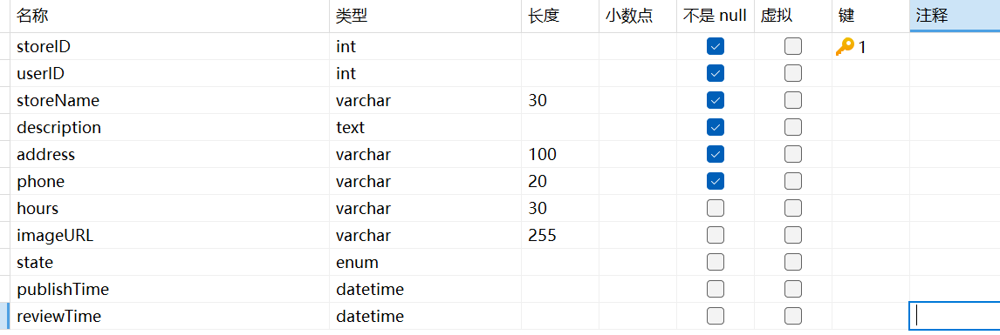 名称 类型 长度 小数点 不是 null 虚拟 键 注释
storeID int 1
userID int
storeName varchar 30
description text
address varchar 100
phone varchar 20
hours varchar 30
imageURL varchar 255
state enum
publishTime datetime
reviewTime datetime